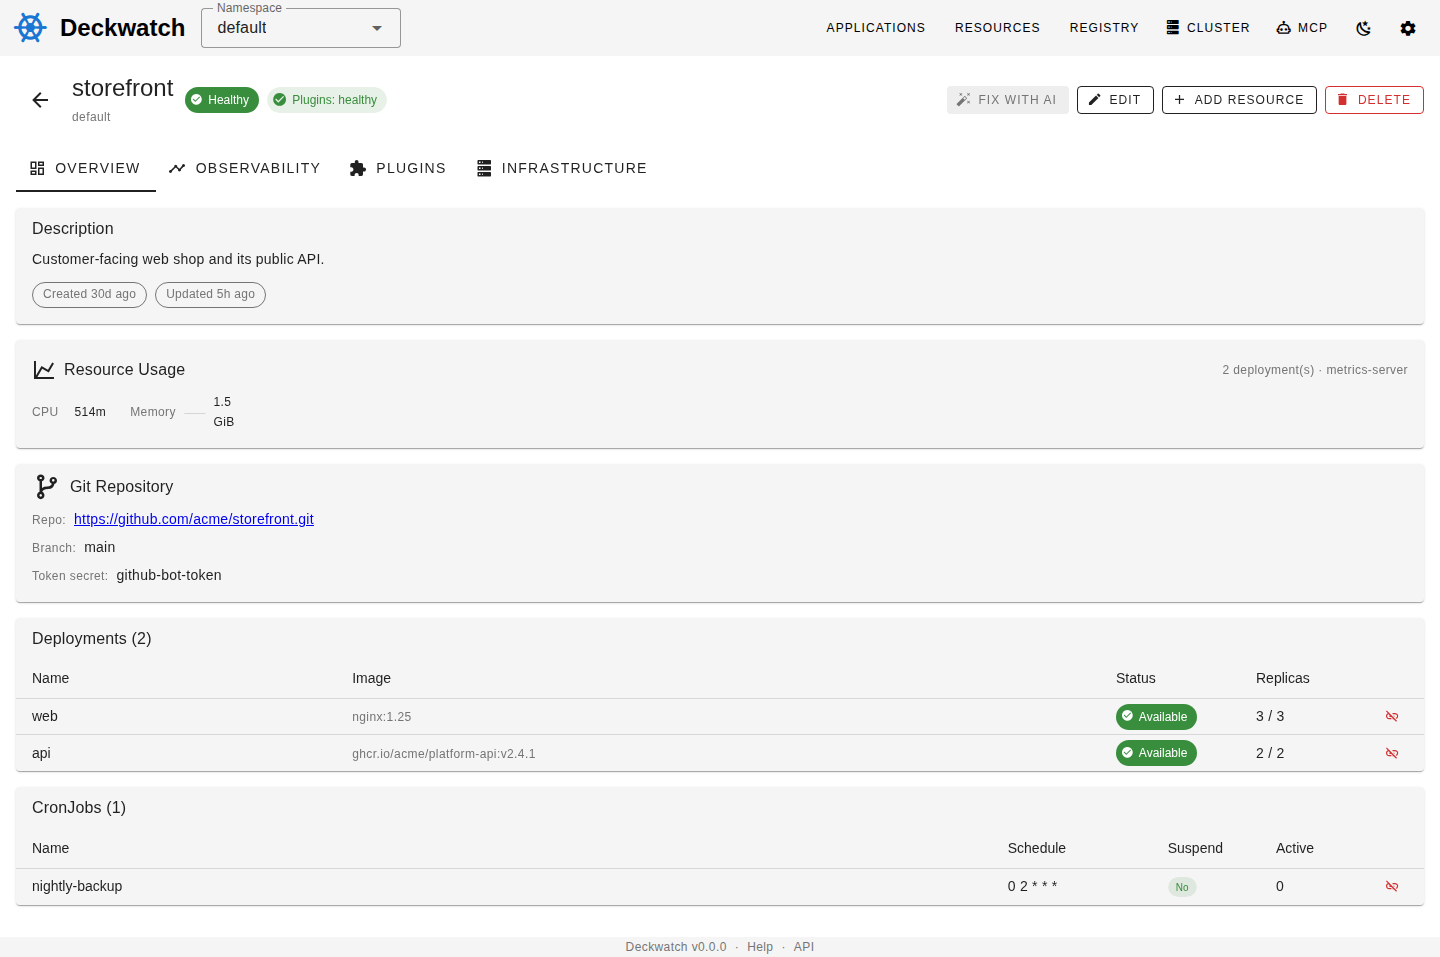 Deckwatch
Namespace
default
APPLICATIONS
RESOURCES
REGISTRY
CLUSTER
MCP
storefront
default
Healthy
Plugins: healthy
FIX WITH AI
EDIT
ADD RESOURCE
DELETE
OVERVIEW
OBSERVABILITY
PLUGINS
INFRASTRUCTURE
Description
Customer-facing web shop and its public API.
Created 30d ago
Updated 5h ago
Resource Usage
2 deployment(s) · metrics-server
CPU 514m Memory 1.5
GiB
Git Repository
Repo: https://github.com/acme/storefront.git
Branch: main
Token secret: github-bot-token
Deployments (2)
Name Image Status Replicas
web nginx:1.25 Available 3 / 3
api ghcr.io/acme/platform-api:v2.4.1 Available 2 / 2
CronJobs (1)
Name Schedule Suspend Active
nightly-backup 0 2 * * * No 0
Deckwatch v0.0.0 · Help · API